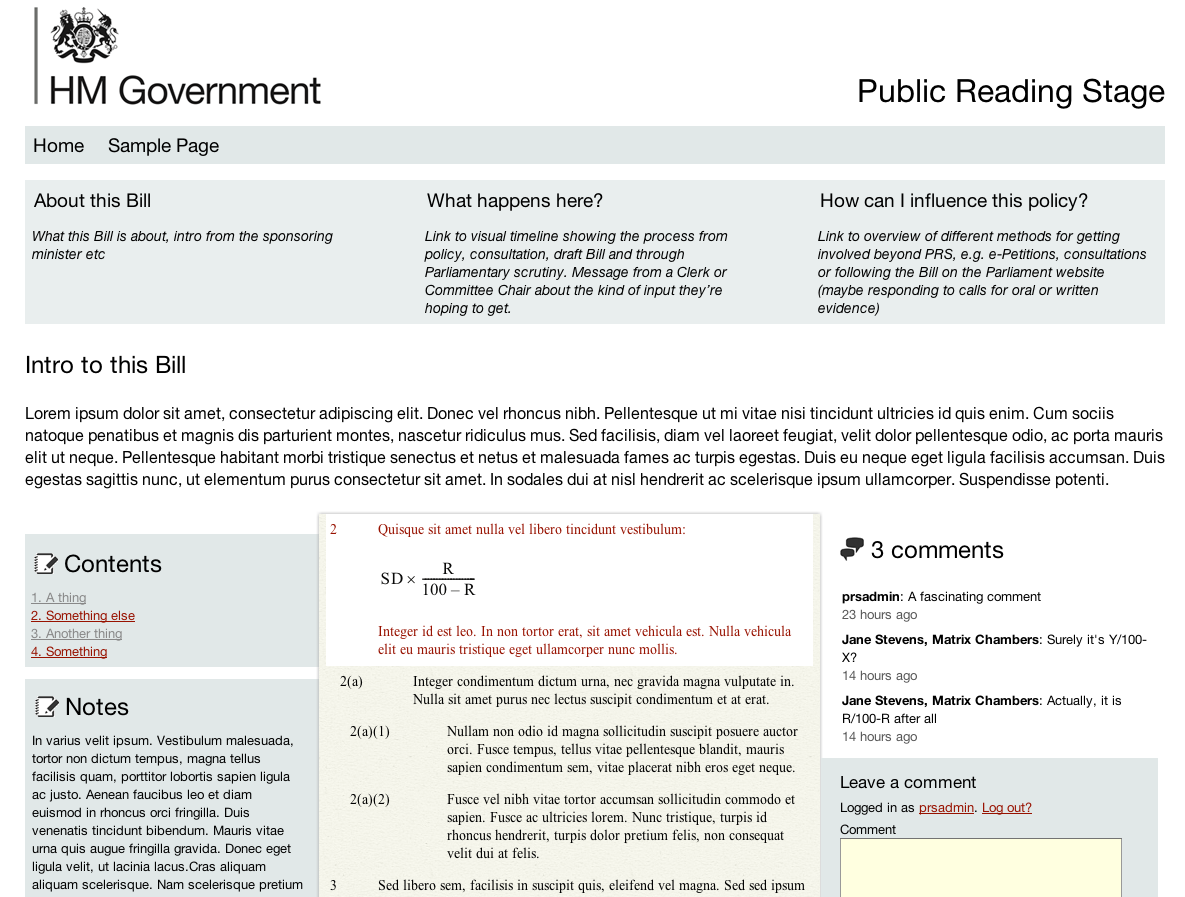 HM Government
Public Reading Stage
Home Sample Page
About this Bill
What this Bill is about, intro from the sponsoring
minister etc
What happens here?
Link to visual timeline showing the process from
policy, consultation, draft Bill and through
Parliamentary scrutiny. Message from a Clerk or
Committee Chair about the kind of input they're
hoping to get.
How can I influence this policy?
Link to overview of different methods for getting
involved beyond PRS, e.g. e-Petitions, consultations
or following the Bill on the Parliament website
(maybe responding to calls for oral or written
evidence)
Intro to this Bill
Lorem ipsum dolor sit amet, consectetur adipiscing elit. Donec vel rhoncus nibh. Pellentesque ut mi vitae nisi tincidunt ultricies id quis enim. Cum sociis
natoque penatibus et magnis dis parturient montes, nascetur ridiculus mus. Sed facilisis, diam vel laoreet feugiat, velit dolor pellentesque odio, ac porta mauris
elit ut neque. Pellentesque habitant morbi tristique senectus et netus et malesuada fames ac turpis egestas. Duis eu neque eget ligula facilisis accumsan. Duis
egestas sagittis nunc, ut elementum purus consectetur sit amet. In sodales dui at nisl hendrerit ac scelerisque ipsum ullamcorper. Suspendisse potenti.
Contents
1. A thing
2. Something else
3. Another thing
4. Something
Notes
In varius velit ipsum. Vestibulum malesuada,
tortor non dictum tempus, magna tellus
facilisis quam, porttitor lobortis sapien ligula
ac justo. Aenean faucibus leo et diam
euismod in rhoncus orci fringilla. Duis
venenatis tincidunt bibendum. Mauris vitae
urna quis augue fringilla gravida. Donec eget
ligula velit, ut lacinia lacus.Cras aliquam
aliquam scelerisque. Nam scelerisque pretium
2 Quisque sit amet nulla vel libero tincidunt vestibulum:
SD × R
100 – R
Integer id est leo. In non tortor erat, sit amet vehicula est. Nulla vehicula
elit eu mauris tristique eget ullamcorper nunc mollis.
2(a) Integer condimentum dictum urna, nec gravida magna vulputate in.
Nulla sit amet purus nec lectus suscipit condimentum et at erat.
2(a)(1) Nullam non odio id magna sollicitudin suscipit posuere auctor
orci. Fusce tempus, tellus vitae pellentesque blandit, mauris
sapien condimentum sem, vitae placerat nibh eros eget neque.
2(a)(2) Fusce vel nibh vitae tortor accumsan sollicitudin commodo et
sapien. Fusce ac ultricies lorem. Nunc tristique, turpis id
rhoncus hendrerit, turpis dolor pretium felis, non consequat
velit dui at felis.
3 Sed libero sem, facilisis in suscipit quis, eleifend vel magna. Sed sed ipsum
3 comments
prsadmin: A fascinating comment
23 hours ago
Jane Stevens, Matrix Chambers: Surely it's Y/100-
X?
14 hours ago
Jane Stevens, Matrix Chambers: Actually, it is
R/100-R after all
14 hours ago
Leave a comment
Logged in as prsadmin. Log out?
Comment